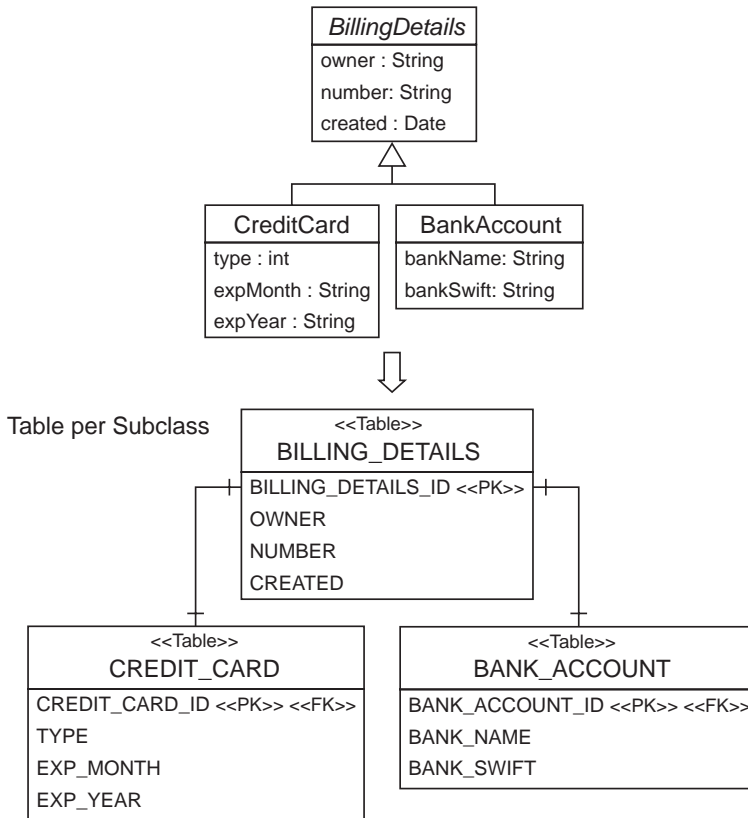 BillingDetails
owner : String
number: String
created : Date
CreditCard
type : int
expMonth : String
expYear : String
BankAccount
bankName: String
bankSwift: String
Table per Subclass
<<Table>>
BILLING_DETAILS
BILLING_DETAILS_ID <<PK>>
OWNER
NUMBER
CREATED
<<Table>>
CREDIT_CARD
CREDIT_CARD_ID <<PK>> <<FK>>
TYPE
EXP_MONTH
EXP_YEAR
<<Table>>
BANK_ACCOUNT
BANK_ACCOUNT_ID <<PK>> <<FK>>
BANK_NAME
BANK_SWIFT